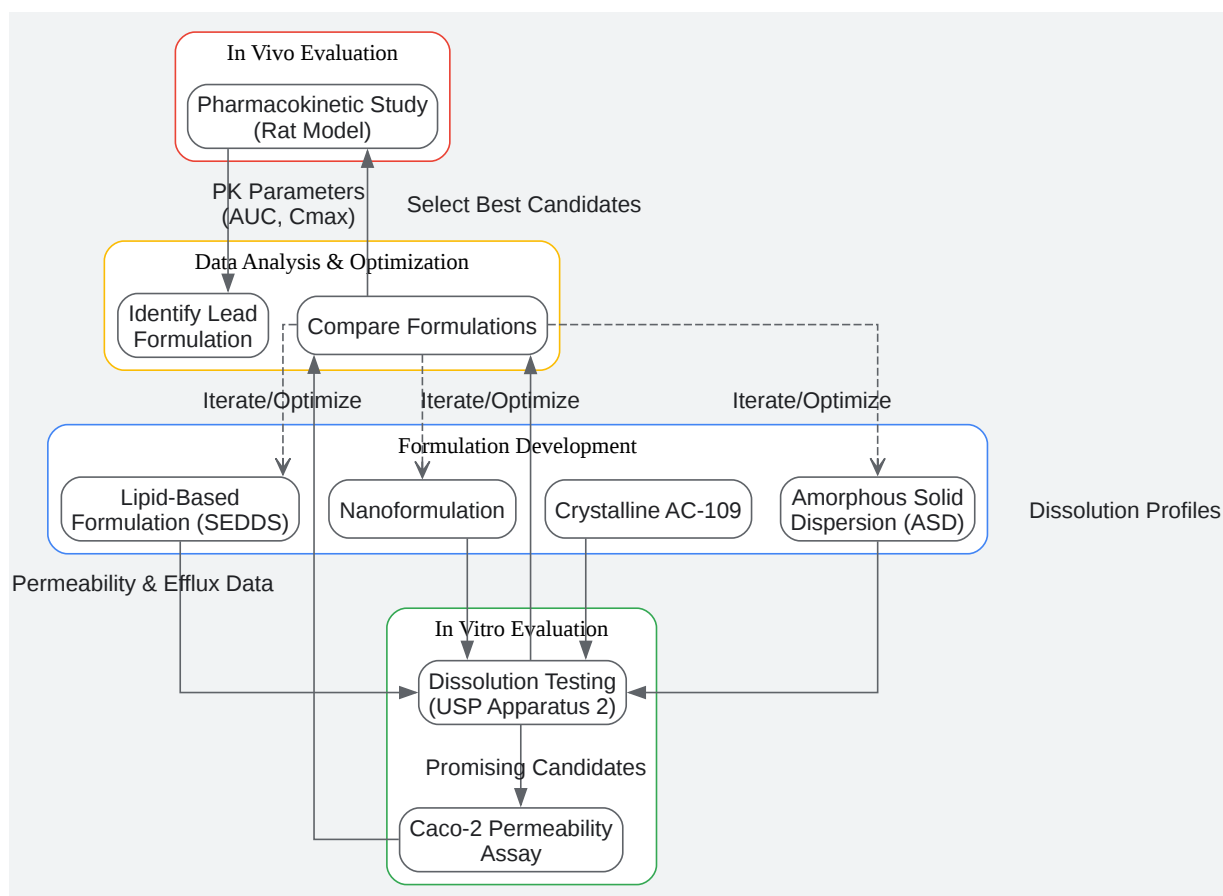 In Vivo Evaluation
Pharmacokinetic Study
(Rat Model)
PK Parameters
(AUC, Cmax)
Select Best Candidates
Data Analysis & Optimization
Identify Lead
Formulation
Compare Formulations
Iterate/Optimize
Iterate/Optimize
Iterate/Optimize
Formulation Development
Lipid-Based
Formulation (SEDDS)
Nanoformulation
Crystalline AC-109
Amorphous Solid
Dispersion (ASD)
Dissolution Profiles
Permeability & Efflux Data
In Vitro Evaluation
Dissolution Testing
(USP Apparatus 2)
Promising Candidates
Caco-2 Permeability
Assay